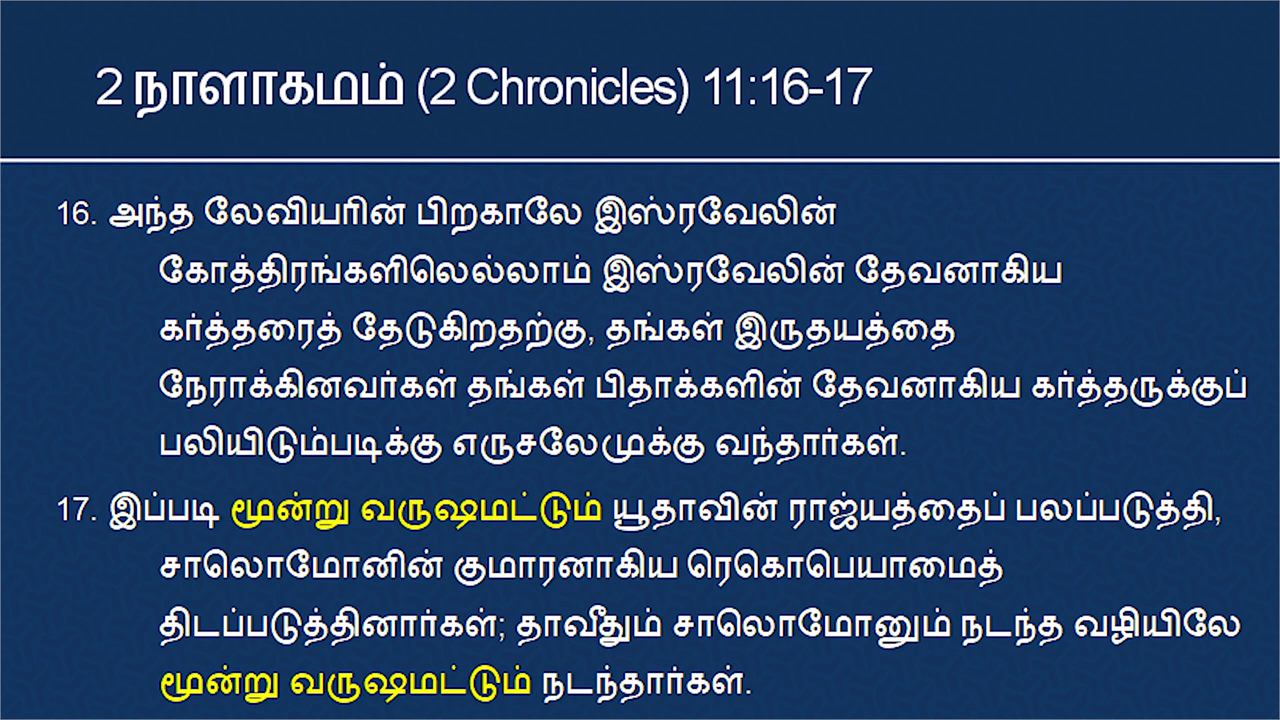 2 நாளாகமம் (2 Chronicles) 11:16-17
16. அந்த லேவியரின் பிறகாலே இஸ்ரவேலின்
கோத்திரங்களிலெல்லாம் இஸ்ரவேலின் தேவனாகிய
கர்த்தரைத் தேடுகிறதற்கு, தங்கள் இருதயத்தை
நேராக்கினவர்கள் தங்கள் பிதாக்களின் தேவனாகிய கர்த்தருக்குப்
பலியிடும்படிக்கு எருசலேமுக்கு வந்தார்கள்.
17. இப்படி மூன்று வருஷமட்டும் யூதாவின் ராஜ்யத்தைப் பலப்படுத்தி,
சாலொமோனின் குமாரனாகிய ரெகொபெயாமைத்
திடப்படுத்தினார்கள்; தாவீதும் சாலொமோனும் நடந்த வழியிலே
மூன்று வருஷமட்டும் நடந்தார்கள்.